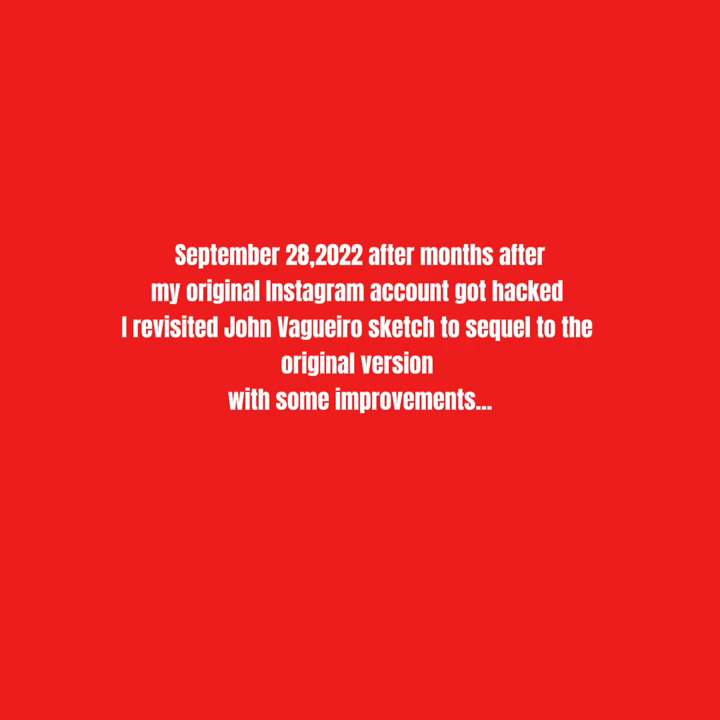 September 28,2022 after months after
my original Instagram account got hacked
I revisited John Vagueiro sketch to sequel to the
original version
with some improvements...